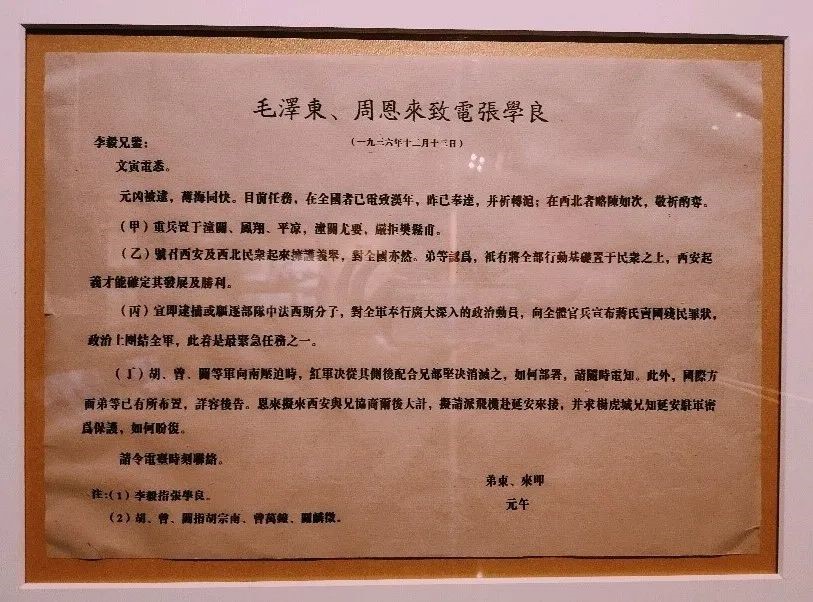 毛澤東、周恩來致電張學良
(一九三六年十二月十三日)
李毅兄鑒：
文寅電悉。
元凶被逮，薄海同快。目前任務，在全國者已電致漢年，昨已奉達，并祈轉滬；在西北者略陳如次，敬祈酌奪。
（甲）重兵置于潼關、風翔、平凉，潼關尤要，嚴拒樊鬆甫。
（乙）號召西安及西北民衆起來擁護義舉，對全國亦然。弟等認爲，祇有將全部行動基礎置于民衆之上，西安起
義才能確定其發展及勝利。
（丙）宜即逮捕或驅逐部隊中法西斯分子，對全軍奉行廣大深入的政治動員，向全體官兵宣布蔣氏賣國殘民罪狀，
政治上團結全軍，此着是最緊急任務之一。
（丁）胡、曾、關等軍向南壓迫時，紅軍决從其側後配合兄部堅决消滅之，如何部署，請隨時電知。此外，國際方
面弟等已有所布置，詳容後告。恩來擬來西安與兄協商爾後大計，擬請派飛機赴延安來接，并求楊虎城兄知延安駐軍密
爲保護，如何盼復。
請令電臺時刻聯絡。
弟東、來叩
元午
注：(1) 李毅指張學良。
(2) 胡、曾、關指胡宗南、曾萬鐘、關麟徵。